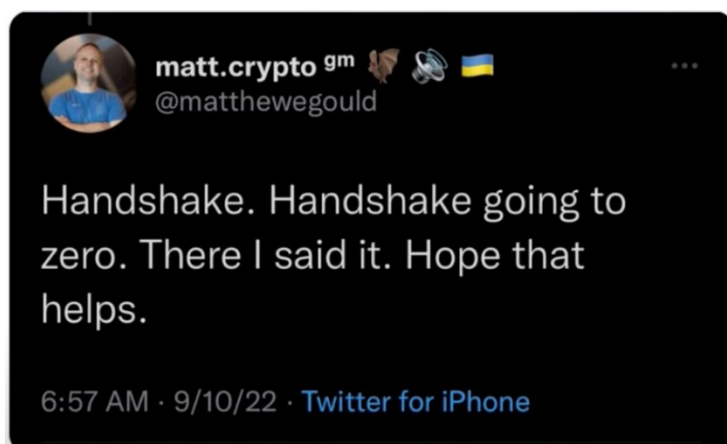 matt.crypto ᵍᵐ 🦇 🔊 🇺🇦
@matthewegould
Handshake. Handshake going to
zero. There I said it. Hope that
helps.
6:57 AM · 9/10/22 · Twitter for iPhone